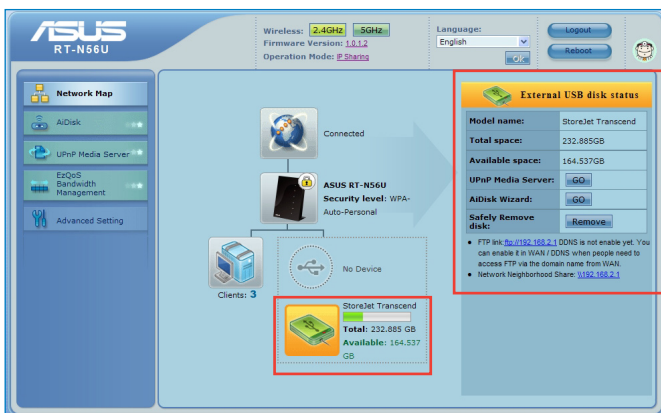 ASUS
RT-N56U
Wireless: 2.4GHz 5GHz
Firmware Version: 1.0.1.2
Operation Mode: IP Sharing
Language:
English
Ok
Logout
Reboot
Network Map
AiDisk
UPnP Media Server
EzQoS
Bandwidth
Management
Advanced Setting
Connected
ASUS RT-N56U
Security level: WPA-
Auto-Personal
Clients: 3
No Device
StoreJet Transcend
Total: 232.885 GB
Available: 164.537
GB
External USB disk status
Model name: StoreJet Transcend
Total space: 232.885GB
Available space: 164.537GB
UPnP Media Server: GO
AiDisk Wizard: GO
Safely Remove
disk: Remove
FTP link:ftp://192.168.2.1 DDNS is not enable yet. You
can enable it in WAN / DDNS when people need to
access FTP via the domain name from WAN.
Network Neighborhood Share: \\192.168.2.1